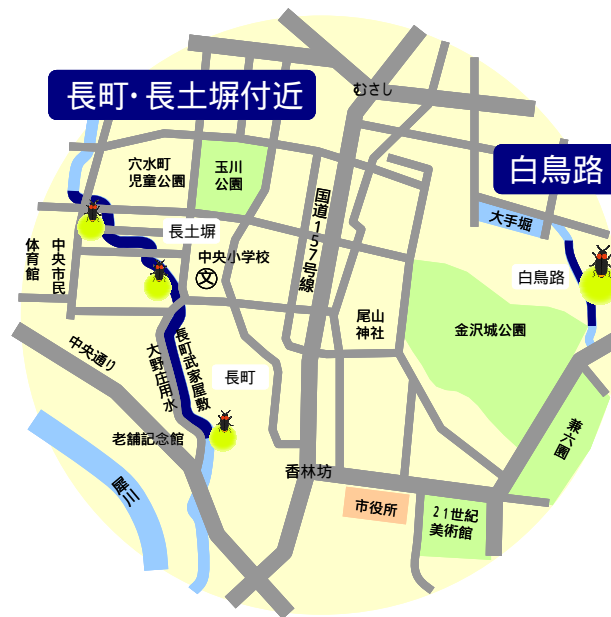 長町・長土塀付近
むさし
穴水町
児童公園
玉川
公園
白鳥路
大手堀
国道157号線
長土塀
中央市民
体育館
中央小学校
文
白鳥路
尾山
神社
金沢城公園
中央通り
長町武家屋敷
大野庄用水
長町
兼六園
老舗記念館
香林坊
犀川
市役所
21世紀
美術館